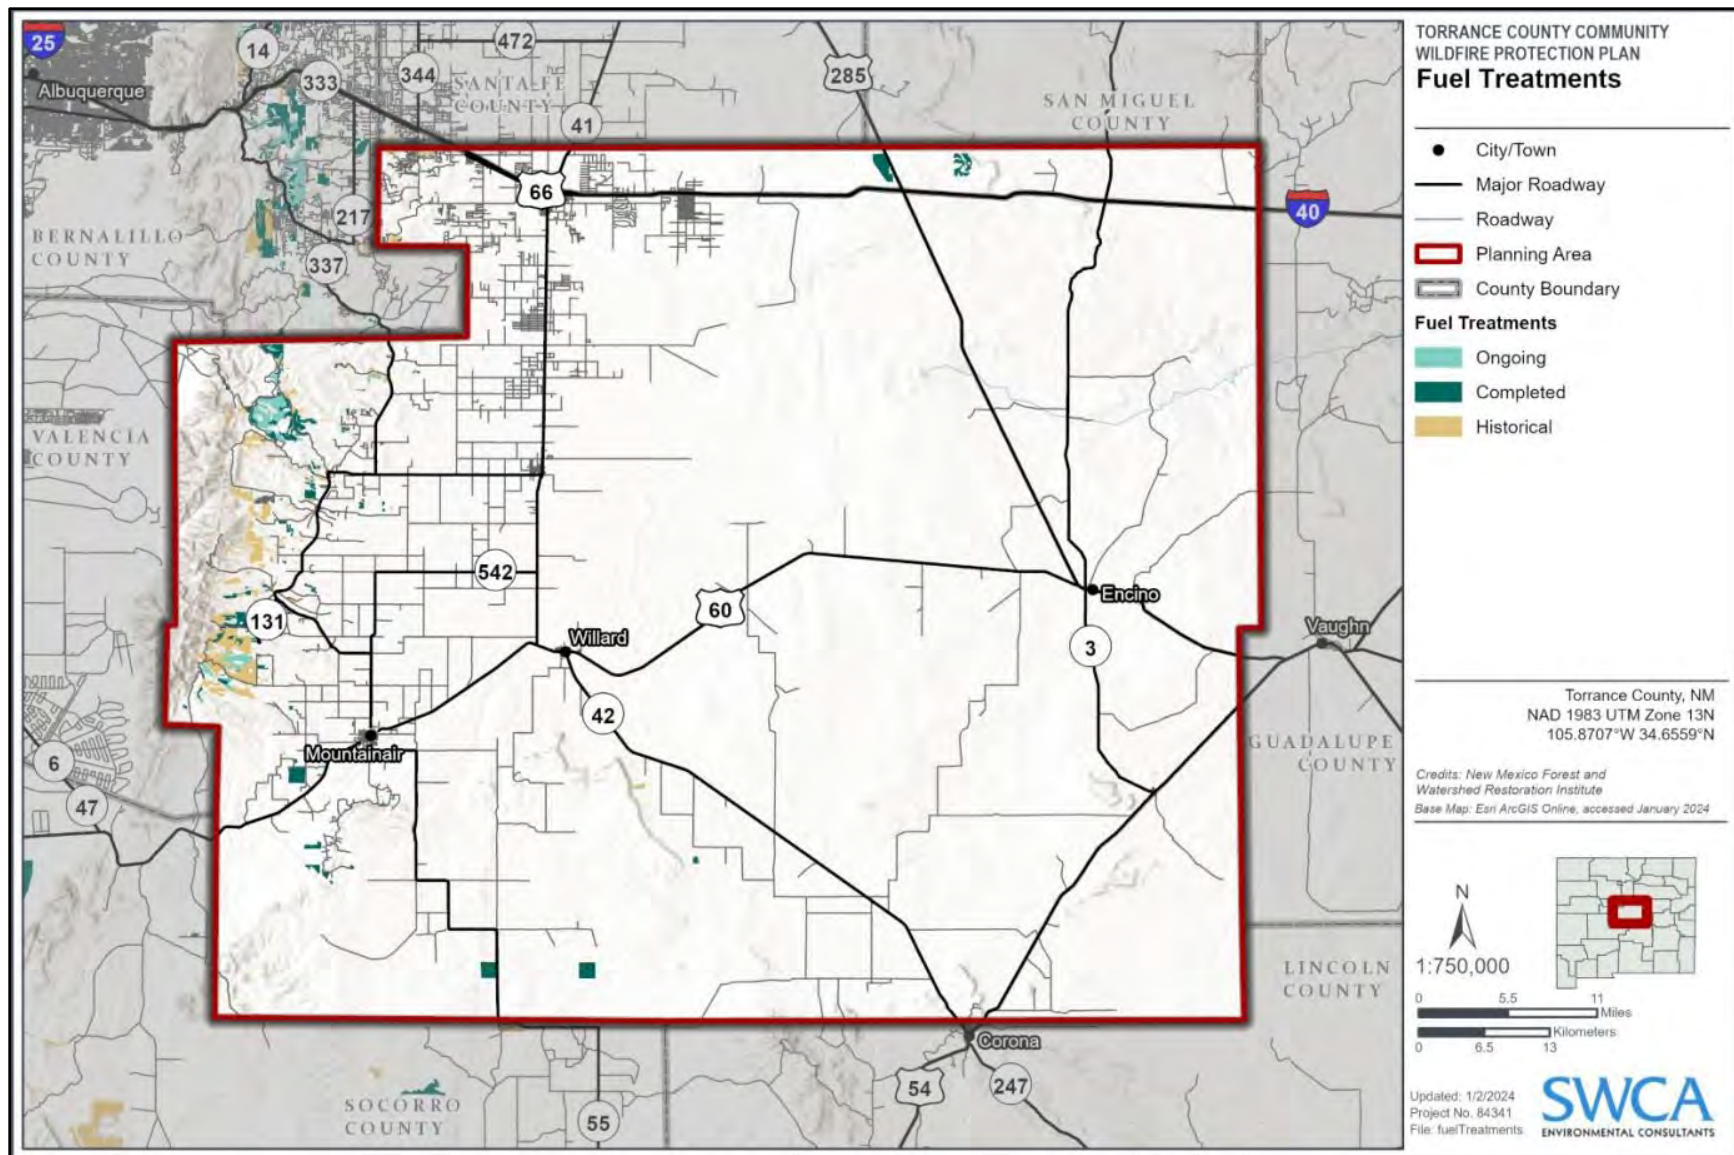 25
14
472
333
344
SANTA FE
COUNTY
285
SAN MIGUEL
COUNTY
Albuquerque
41
66
40
217
BERNALILLO
COUNTY
337
VALENCIA
COUNTY
542
131
60
Encino
Willard
3
Vaughn
42
Mountainair
6
47
GUADALUPE
COUNTY
LINCOLN
COUNTY
Corona
54
247
55
SOCORRO
COUNTY
TORRANCE COUNTY COMMUNITY
WILDFIRE PROTECTION PLAN
Fuel Treatments
City/Town
Major Roadway
Roadway
Planning Area
County Boundary
Fuel Treatments
Ongoing
Completed
Historical
Torrance County, NM
NAD 1983 UTM Zone 13N
105.8707°W 34.6559°N
Credits: New Mexico Forest and
Watershed Restoration Institute
Base Map: Esri ArcGIS Online, accessed January 2024
N
1:750,000
0 5.5 11
Miles
Kilometers
0 6.5 13
Updated: 1/2/2024
Project No. 84341
File: fuelTreatments
SWCA
ENVIRONMENTAL CONSULTANTS